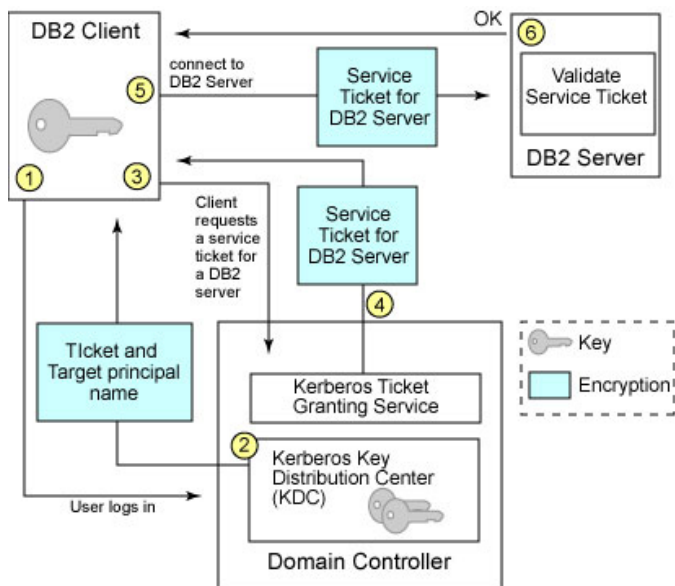 DB2 Client
OK
6
connect to
DB2 Server
5
Service
Ticket for
DB2 Server
Validate
Service Ticket
DB2 Server
1
3
Client
requests
a service
ticket for
a DB2
server
Service
Ticket for
DB2 Server
4
TIcket and
Target principal
name
Kerberos Ticket
Granting Service
Key
Encryption
2
Kerberos Key
Distribution Center
(KDC)
User logs in
Domain Controller